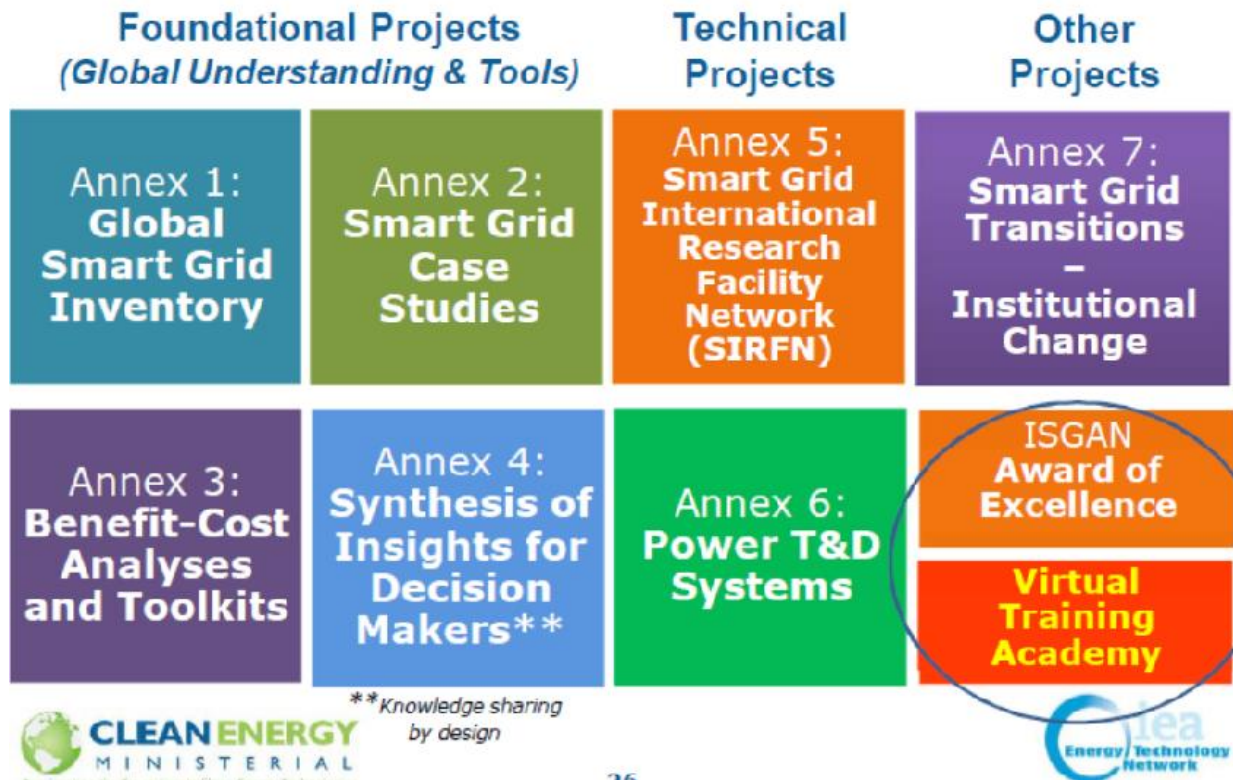 Foundational Projects
(Global Understanding & Tools)
Technical
Projects
Other
Projects
Annex 1:
Global
Smart Grid
Inventory
Annex 2:
Smart Grid
Case
Studies
Annex 5:
Smart Grid
International
Research
Facility
Network
(SIRFN)
Annex 7:
Smart Grid
Transitions
–
Institutional
Change
Annex 3:
Benefit-Cost
Analyses
and Toolkits
Annex 4:
Synthesis of
Insights for
Decision
Makers**
Annex 6:
Power T&D
Systems
ISGAN
Award of
Excellence
Virtual
Training
Academy
**Knowledge sharing
by design
CLEAN ENERGY
MINISTERIAL
iea
Energy Technology
Network